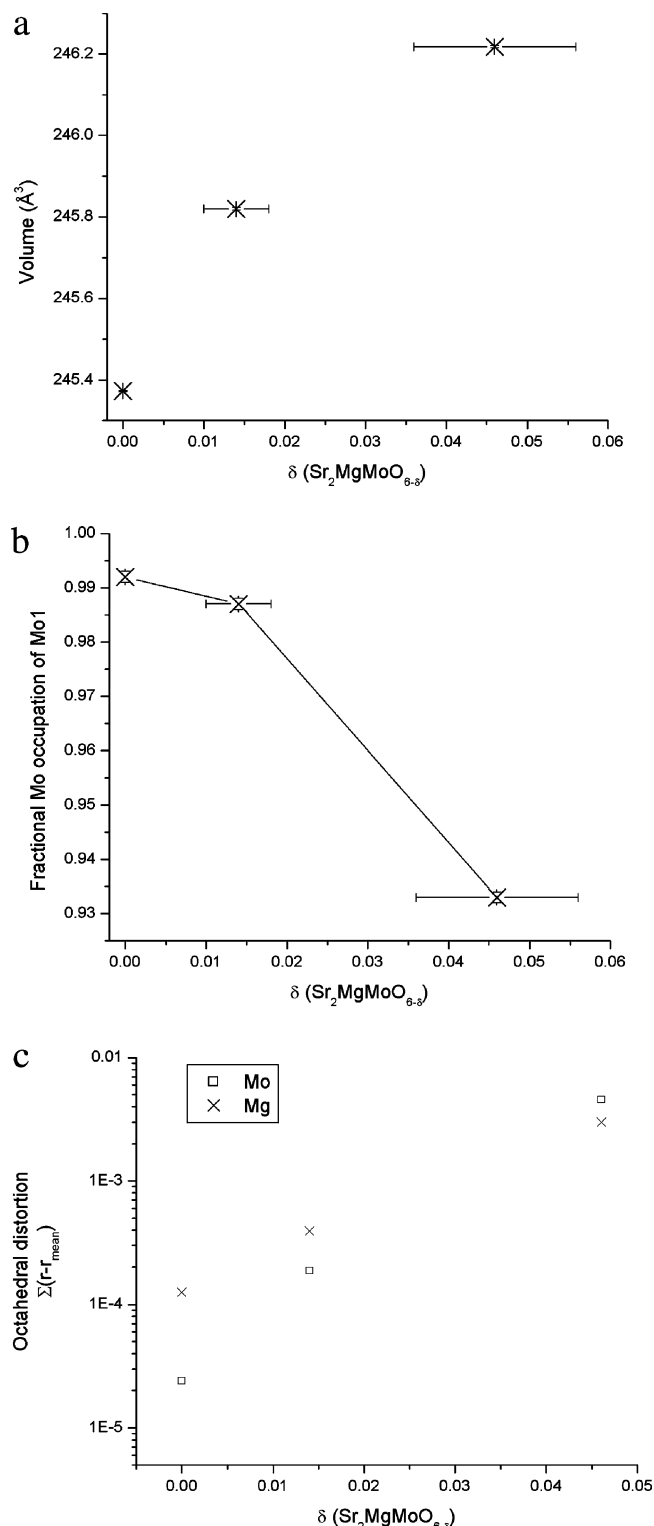 a
246.2
246.0
245.8
245.6
245.4
Volume (Å³)
0.00 0.01 0.02 0.03 0.04 0.05 0.06
δ (Sr₂MgMoO₆₋δ)
b
1.00
0.99
0.98
0.97
0.96
0.95
0.94
0.93
Fractional Mo occupation of Mo1
0.00 0.01 0.02 0.03 0.04 0.05 0.06
δ (Sr₂MgMoO₆₋δ)
c
0.01
1E-3
1E-4
1E-5
Mo
Mg
Octahedral distortion
Σ(r-rmean)
0.00 0.01 0.02 0.03 0.04 0.05
δ (Sr₂MgMoO₆₋δ)